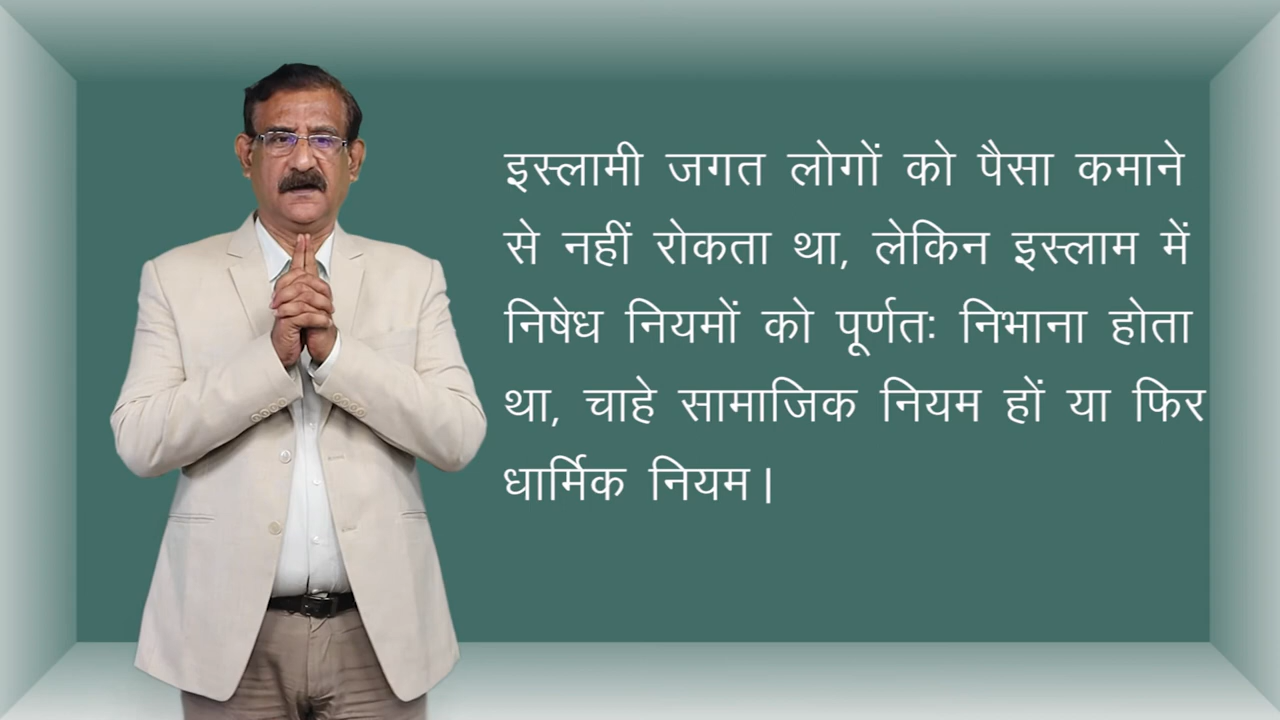 इस्लामी जगत लोगों को पैसा कमाने
से नहीं रोकता था, लेकिन इस्लाम में
निषेध नियमों को पूर्णतः निभाना होता
था, चाहे सामाजिक नियम हों या फिर
धार्मिक नियम।